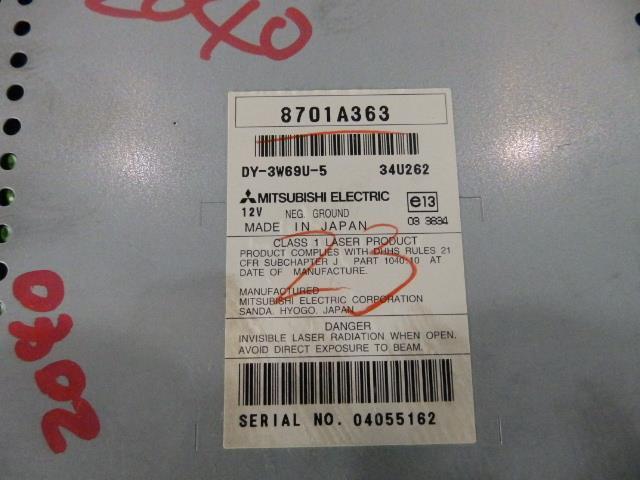 2040
8701A363
DY-3W69U-5 34U262
MITSUBISHI ELECTRIC e13
12V NEG. GROUND 03 3834
MADE IN JAPAN
CLASS 1 LASER PRODUCT
PRODUCT COMPLIES WITH DHHS RULES 21
CFR SUBCHAPTER J PART 1040.10 AT
DATE OF MANUFACTURE.
23
MANUFACTURED
MITSUBISHI ELECTRIC CORPORATION
SANDA, HYOGO, JAPAN
DANGER
INVISIBLE LASER RADIATION WHEN OPEN.
AVOID DIRECT EXPOSURE TO BEAM.
SERIAL NO. 04055162